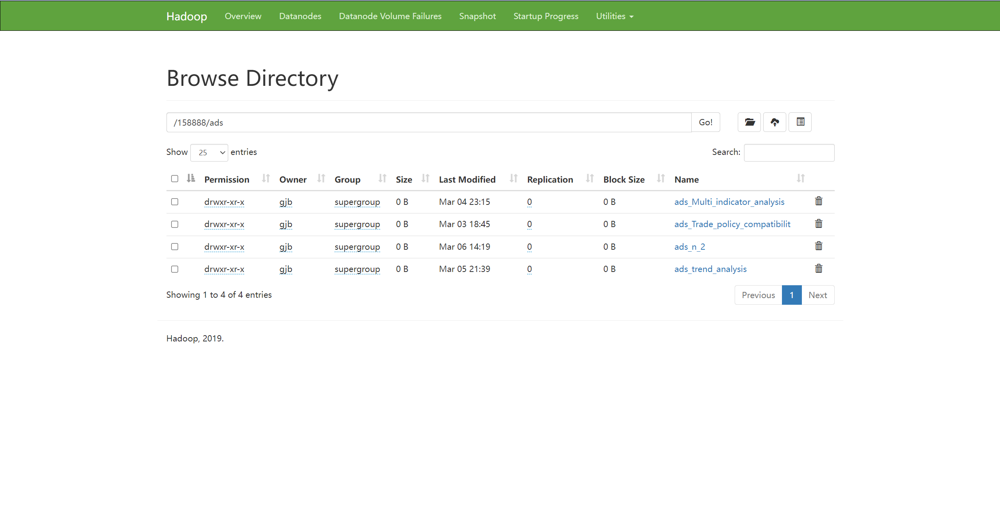 Hadoop Overview Datanodes Datanode Volume Failures Snapshot Startup Progress Utilities
Browse Directory
/158888/ads Go!
Show 25 entries Search:
Permission Owner Group Size Last Modified Replication Block Size Name
drwxr-xr-x gjb supergroup 0 B Mar 04 23:15 0 0 B ads_Multi_indicator_analysis
drwxr-xr-x gjb supergroup 0 B Mar 03 18:45 0 0 B ads_Trade_policy_compatibilit
drwxr-xr-x gjb supergroup 0 B Mar 06 14:19 0 0 B ads_n_2
drwxr-xr-x gjb supergroup 0 B Mar 05 21:39 0 0 B ads_trend_analysis
Showing 1 to 4 of 4 entries Previous 1 Next
Hadoop, 2019.